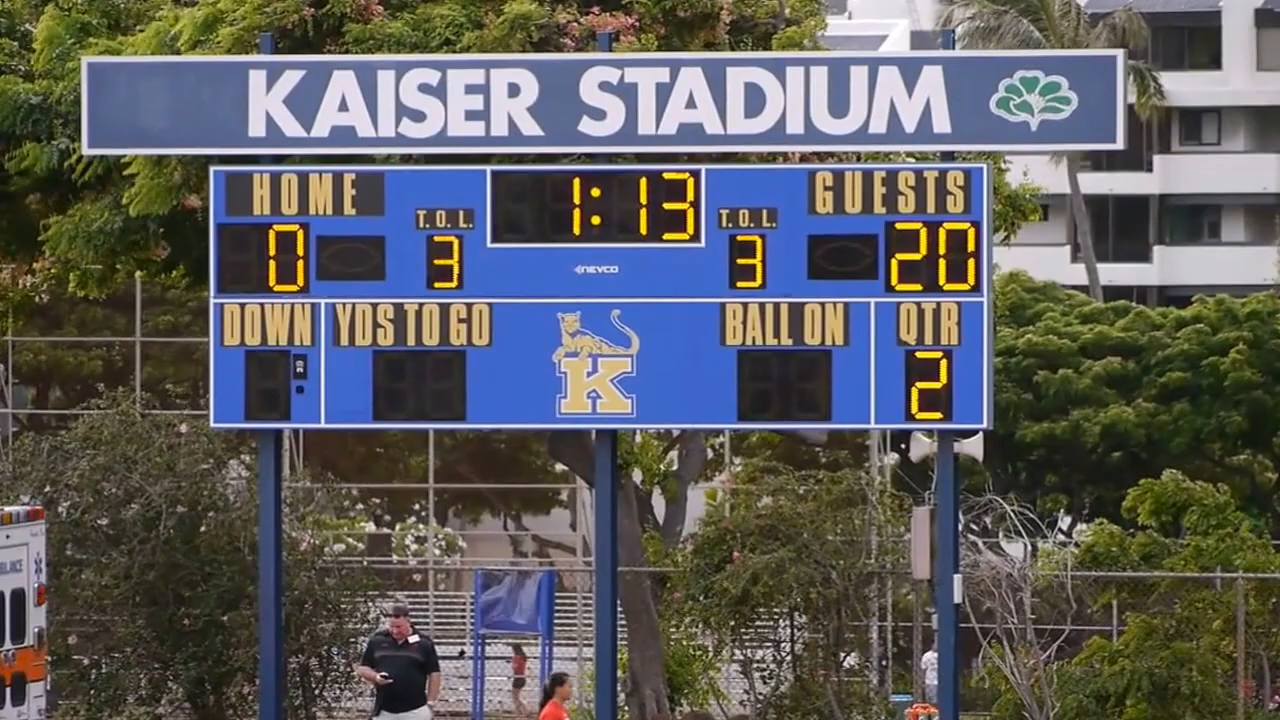 KAISER STADIUM
HOME 1:13 GUESTS
T.O.L. T.O.L.
0 3 3 20
NEVCO
DOWN YDS TO GO BALL ON QTR
K
2